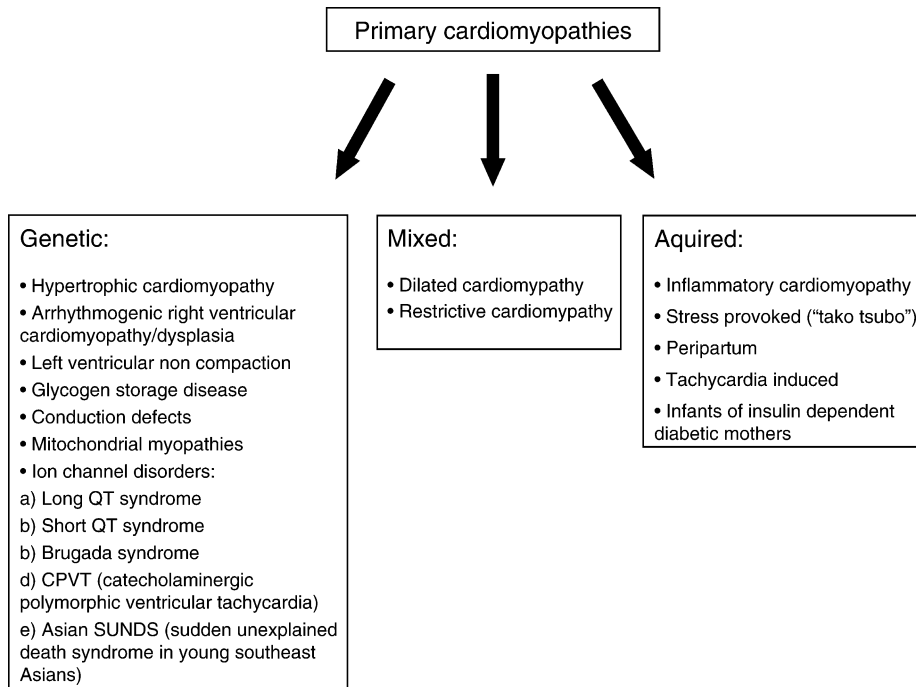 Primary cardiomyopathies
Genetic:
• Hypertrophic cardiomyopathy
• Arrhythmogenic right ventricular
cardiomyopathy/dysplasia
• Left ventricular non compaction
• Glycogen storage disease
• Conduction defects
• Mitochondrial myopathies
• Ion channel disorders:
a) Long QT syndrome
b) Short QT syndrome
b) Brugada syndrome
d) CPVT (catecholaminergic
polymorphic ventricular tachycardia)
e) Asian SUNDS (sudden unexplained
death syndrome in young southeast
Asians)
Mixed:
• Dilated cardiomypathy
• Restrictive cardiomypathy
Aquired:
• Inflammatory cardiomyopathy
• Stress provoked (“tako tsubo”)
• Peripartum
• Tachycardia induced
• Infants of insulin dependent
diabetic mothers